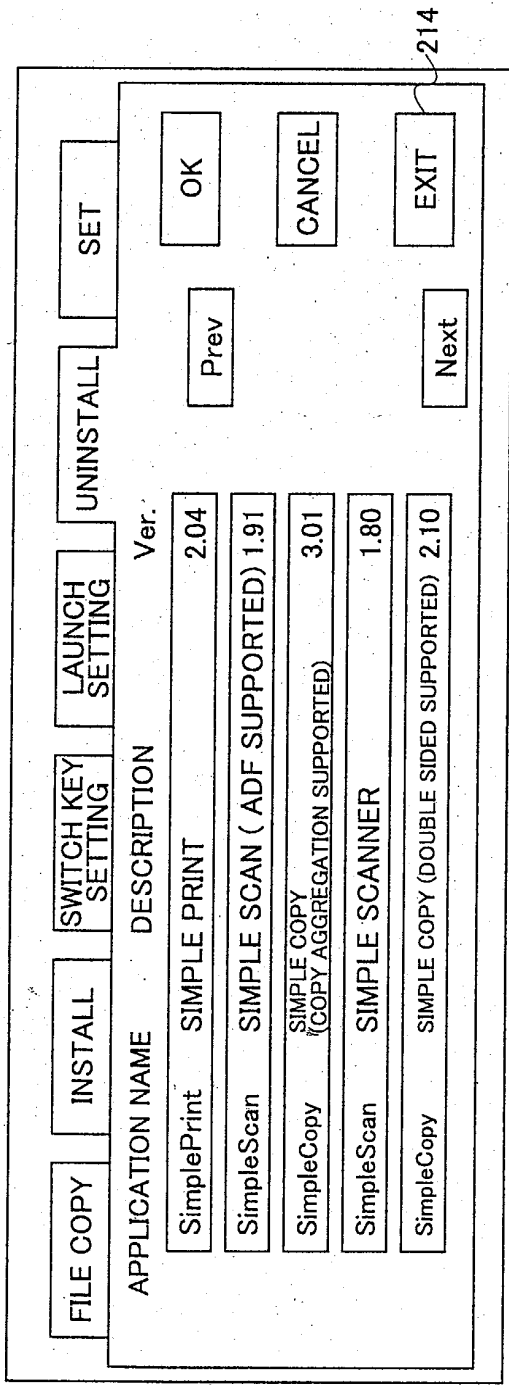 FILE COPY
INSTALL
SWITCH KEY
SETTING
LAUNCH
SETTING
UNINSTALL
SET
APPLICATION NAME DESCRIPTION Ver.
SimplePrint SIMPLE PRINT 2.04
SimpleScan SIMPLE SCAN ( ADF SUPPORTED) 1.91
SimpleCopy SIMPLE COPY
(COPY AGGREGATION SUPPORTED) 3.01
SimpleScan SIMPLE SCANNER 1.80
SimpleCopy SIMPLE COPY (DOUBLE SIDED SUPPORTED) 2.10
Prev
Next
OK
CANCEL
EXIT
214